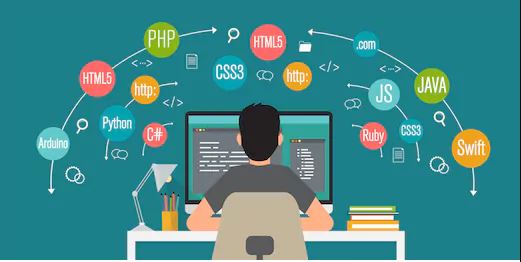 PHP
HTML5
.com
HTML5
CSS3
http:
JAVA
http:
JS
Arduino
Python
C#
Ruby
CSS3
Swift
<··>
</>
<··>
</>
</>
<··>
</>